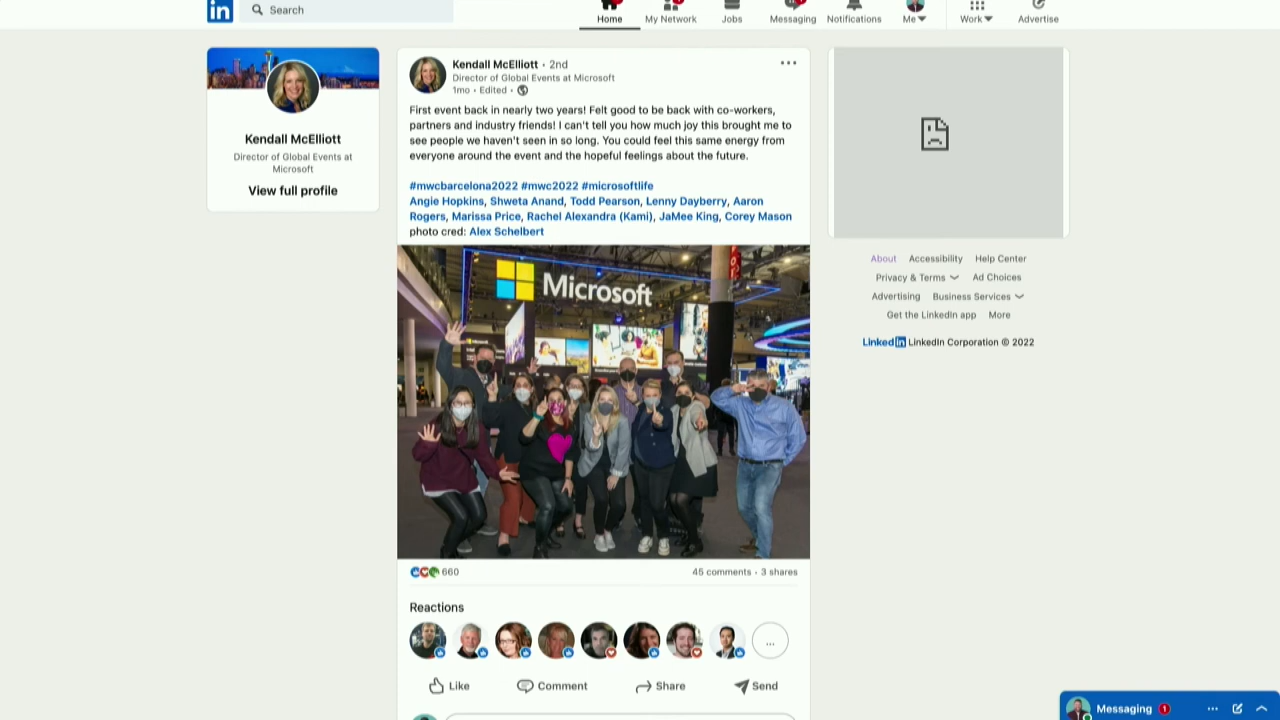 in
Search
Home
My Network
Jobs
Messaging
Notifications
Me
Work
Advertise
Kendall McElliott
Director of Global Events at
Microsoft
View full profile
Kendall McElliott · 2nd
Director of Global Events at Microsoft
1mo · Edited ·
First event back in nearly two years! Felt good to be back with co-workers,
partners and industry friends! I can't tell you how much joy this brought me to
see people we haven't seen in so long. You could feel this same energy from
everyone around the event and the hopeful feelings about the future.
#mwcbarcelona2022 #mwc2022 #microsoftlife
Angie Hopkins, Shweta Anand, Todd Pearson, Lenny Dayberry, Aaron
Rogers, Marissa Price, Rachel Alexandra (Kami), JaMee King, Corey Mason
photo cred: Alex Schelbert
Microsoft
660
45 comments · 3 shares
Reactions
...
Like
Comment
Share
Send
About Accessibility Help Center
Privacy & Terms Ad Choices
Advertising Business Services
Get the LinkedIn app More
LinkedIn LinkedIn Corporation © 2022
Messaging 1